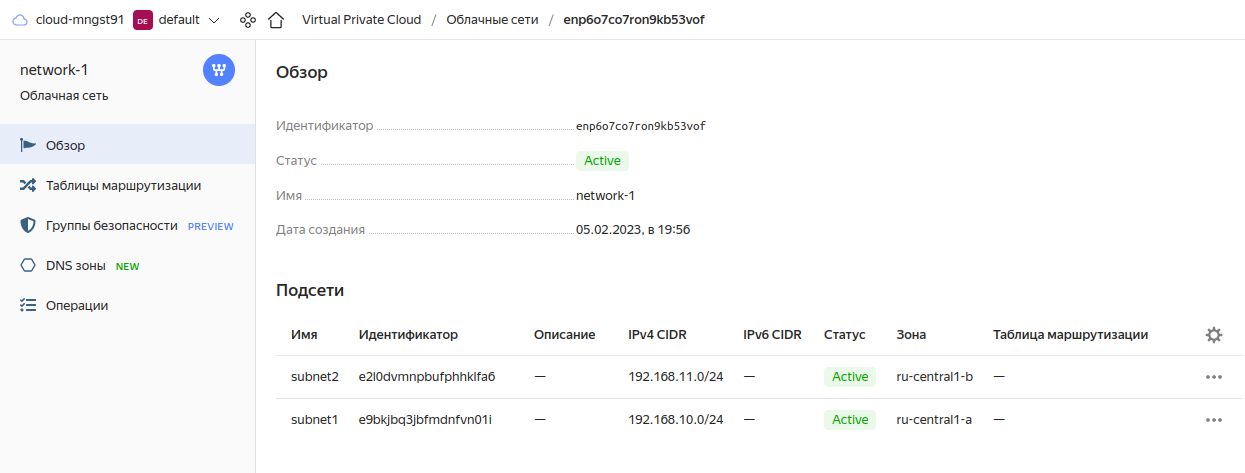 cloud-mngst91 DE default Virtual Private Cloud / Облачные сети / enp6o7co7ron9kb53vof
network-1
Облачная сеть
Обзор
Таблицы маршрутизации
Группы безопасности PREVIEW
DNS зоны NEW
Операции
Обзор
Идентификатор enp6o7co7ron9kb53vof
Статус Active
Имя network-1
Дата создания 05.02.2023, в 19:56
Подсети
Имя Идентификатор Описание IPv4 CIDR IPv6 CIDR Статус Зона Таблица маршрутизации
subnet2 e2l0dvmnpbufphhklfa6 — 192.168.11.0/24 — Active ru-central1-b —
subnet1 e9bkjbq3jbfmdnfvn01i — 192.168.10.0/24 — Active ru-central1-a —